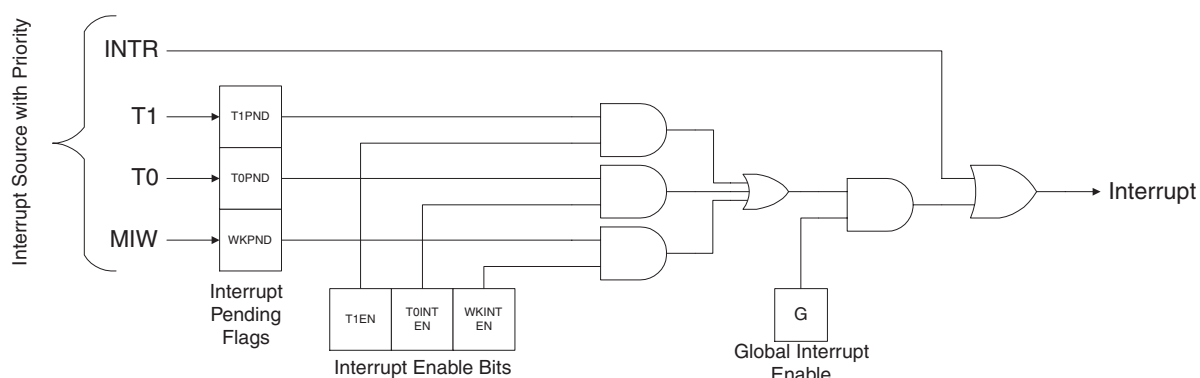 Interrupt Source with Priority
INTR
T1
T1PND
T0
T0PND
MIW
WKPND
Interrupt
Pending
Flags
T1EN
T0INT
EN
WKINT
EN
Interrupt Enable Bits
G
Global Interrupt
Enable
Interrupt